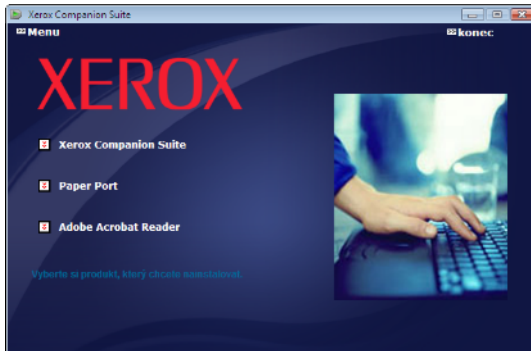 Xerox Companion Suite
Menu
konec
XEROX
Xerox Companion Suite
Paper Port
Adobe Acrobat Reader
Vyberte si produkt, který chcete nainstalovat.